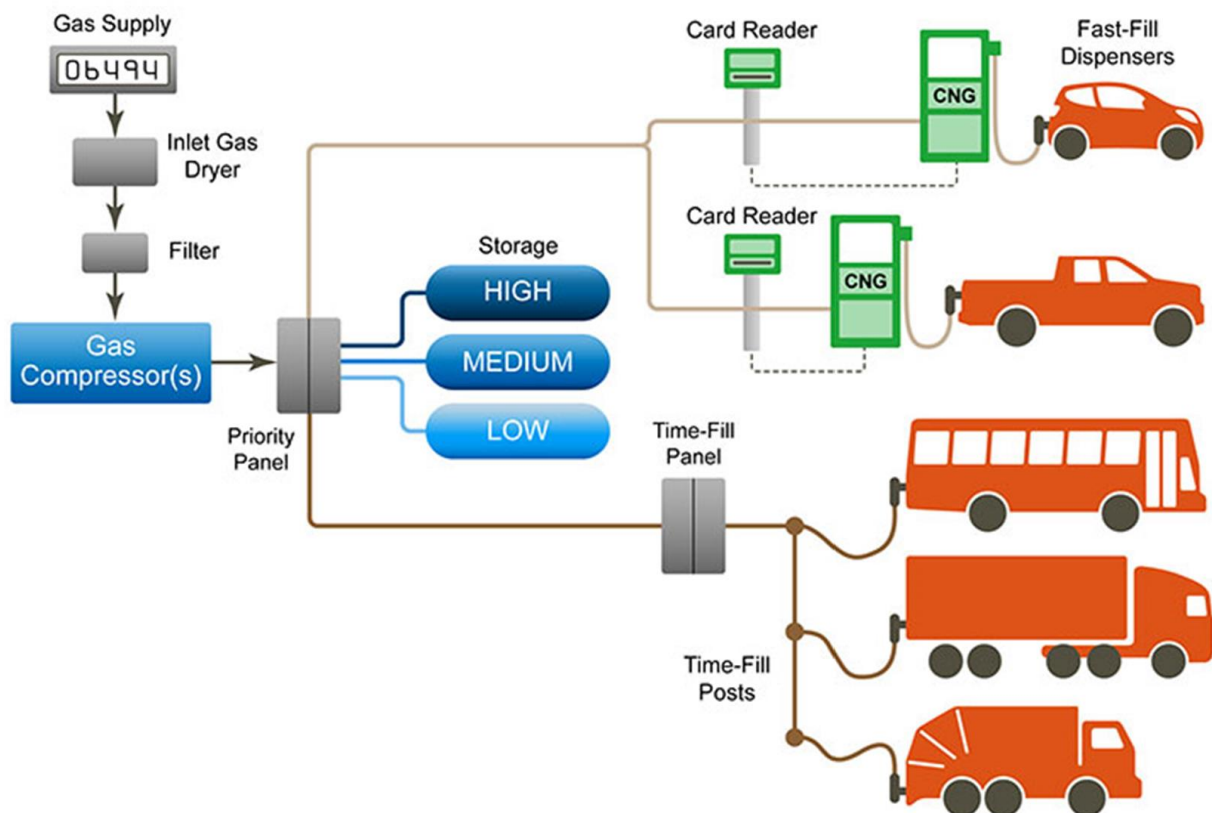 Gas Supply
06494
Inlet Gas
Dryer
Filter
Gas
Compressor(s)
Priority
Panel
Storage
HIGH
MEDIUM
LOW
Card Reader
CNG
Fast-Fill
Dispensers
Card Reader
CNG
Time-Fill
Panel
Time-Fill
Posts